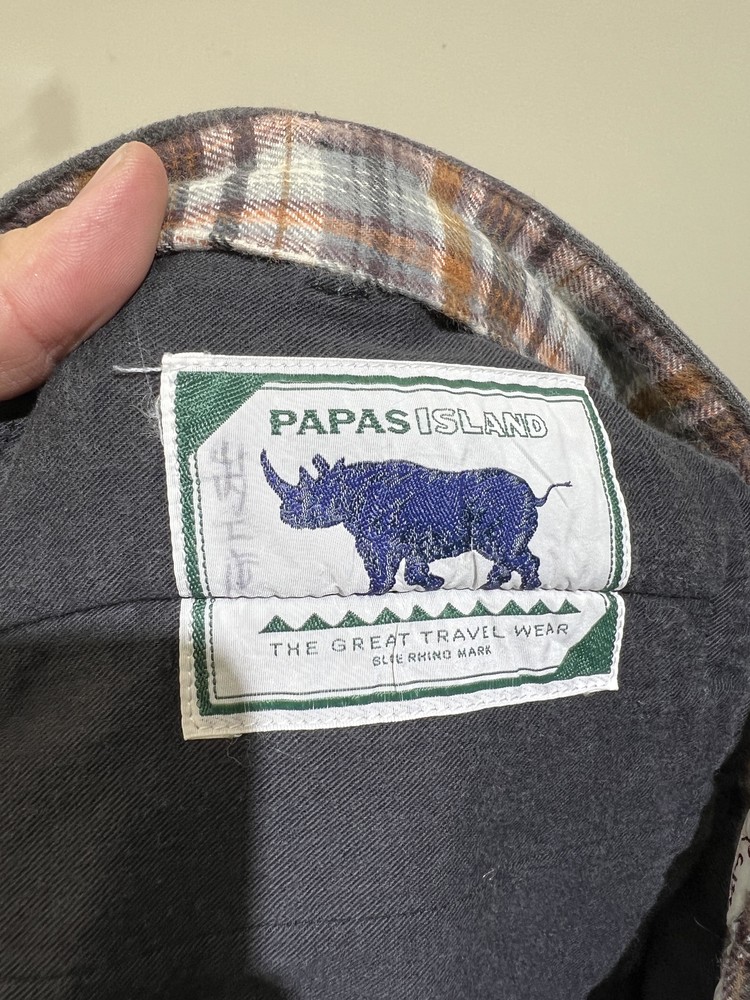 PAPAS ISLAND
THE GREAT TRAVEL WEAR
BLUE RHINO MARK